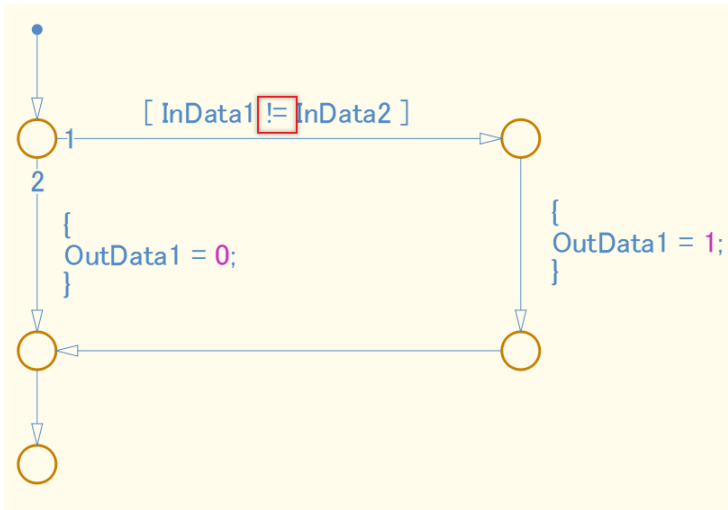 [ InData1 != InData2 ]
1
2
{
OutData1 = 0;
}
{
OutData1 = 1;
}